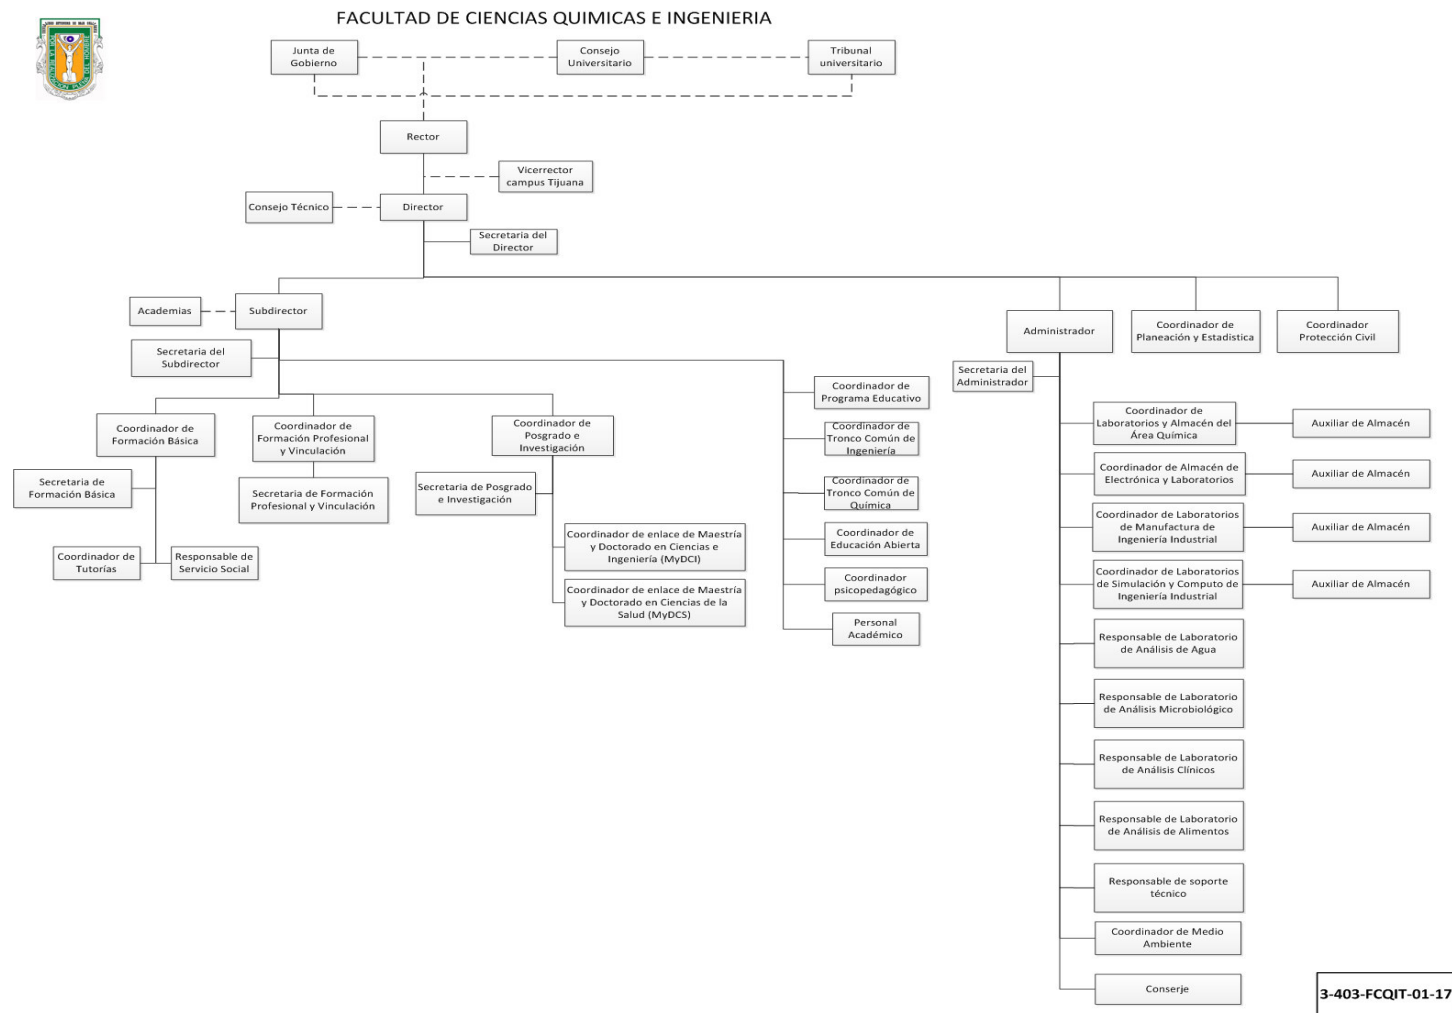 FACULTAD DE CIENCIAS QUIMICAS E INGENIERIA
Junta de
Gobierno
Consejo
Universitario
Tribunal
universitario
Rector
Vicerrector
campus Tijuana
Consejo Técnico
Director
Secretaria del
Director
Academias
Subdirector
Administrador
Coordinador de
Planeación y Estadistica
Coordinador
Protección Civil
Secretaria del
Subdirector
Secretaria del
Administrador
Coordinador de
Formación Básica
Coordinador de
Formación Profesional
y Vinculación
Coordinador de
Posgrado e
Investigación
Secretaria de
Formación Básica
Secretaria de Formación
Profesional y Vinculación
Secretaria de Posgrado
e Investigación
Coordinador de
Tutorías
Responsable de
Servicio Social
Coordinador de enlace de Maestría
y Doctorado en Ciencias e
Ingeniería (MyDCI)
Coordinador de enlace de Maestría
y Doctorado en Ciencias de la
Salud (MyDCS)
Coordinador de
Programa Educativo
Coordinador de
Tronco Común de
Ingeniería
Coordinador de
Tronco Común de
Química
Coordinador de
Educación Abierta
Coordinador
psicopedagógico
Personal
Académico
Coordinador de
Laboratorios y Almacén del
Área Química
Auxiliar de Almacén
Coordinador de Almacén de
Electrónica y Laboratorios
Auxiliar de Almacén
Coordinador de Laboratorios
de Manufactura de
Ingeniería Industrial
Auxiliar de Almacén
Coordinador de Laboratorios
de Simulación y Computo de
Ingeniería Industrial
Auxiliar de Almacén
Responsable de Laboratorio
de Análisis de Agua
Responsable de Laboratorio
de Análisis Microbiológico
Responsable de Laboratorio
de Análisis Clínicos
Responsable de Laboratorio
de Análisis de Alimentos
Responsable de soporte
técnico
Coordinador de Medio
Ambiente
Conserje
3-403-FCQIT-01-17